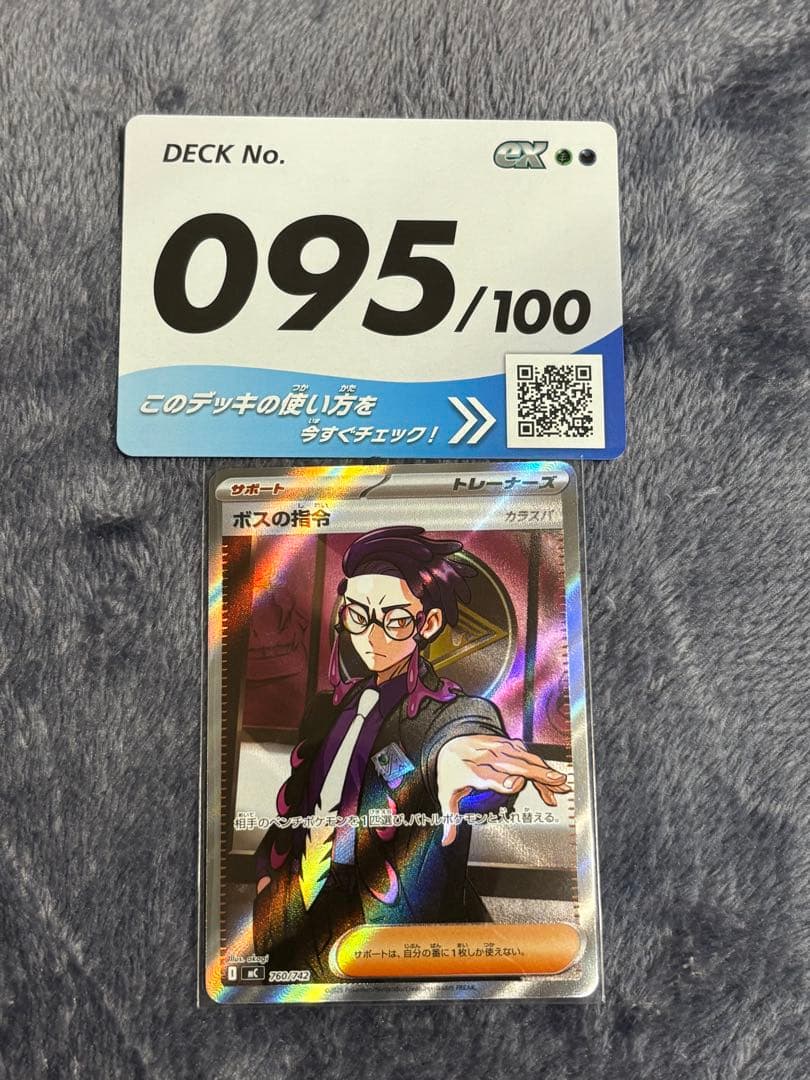 DECK No.
ex
095/100
このデッキの使い方を
今すぐチェック!
サポート
トレーナーズ
ボスの指令
カラスバ
相手のベンチポケモンを1匹選び、バトルポケモンと入れ替える。
サポートは、自分の番に1枚しか使えない。
Illus. akagi
I mC 760/742